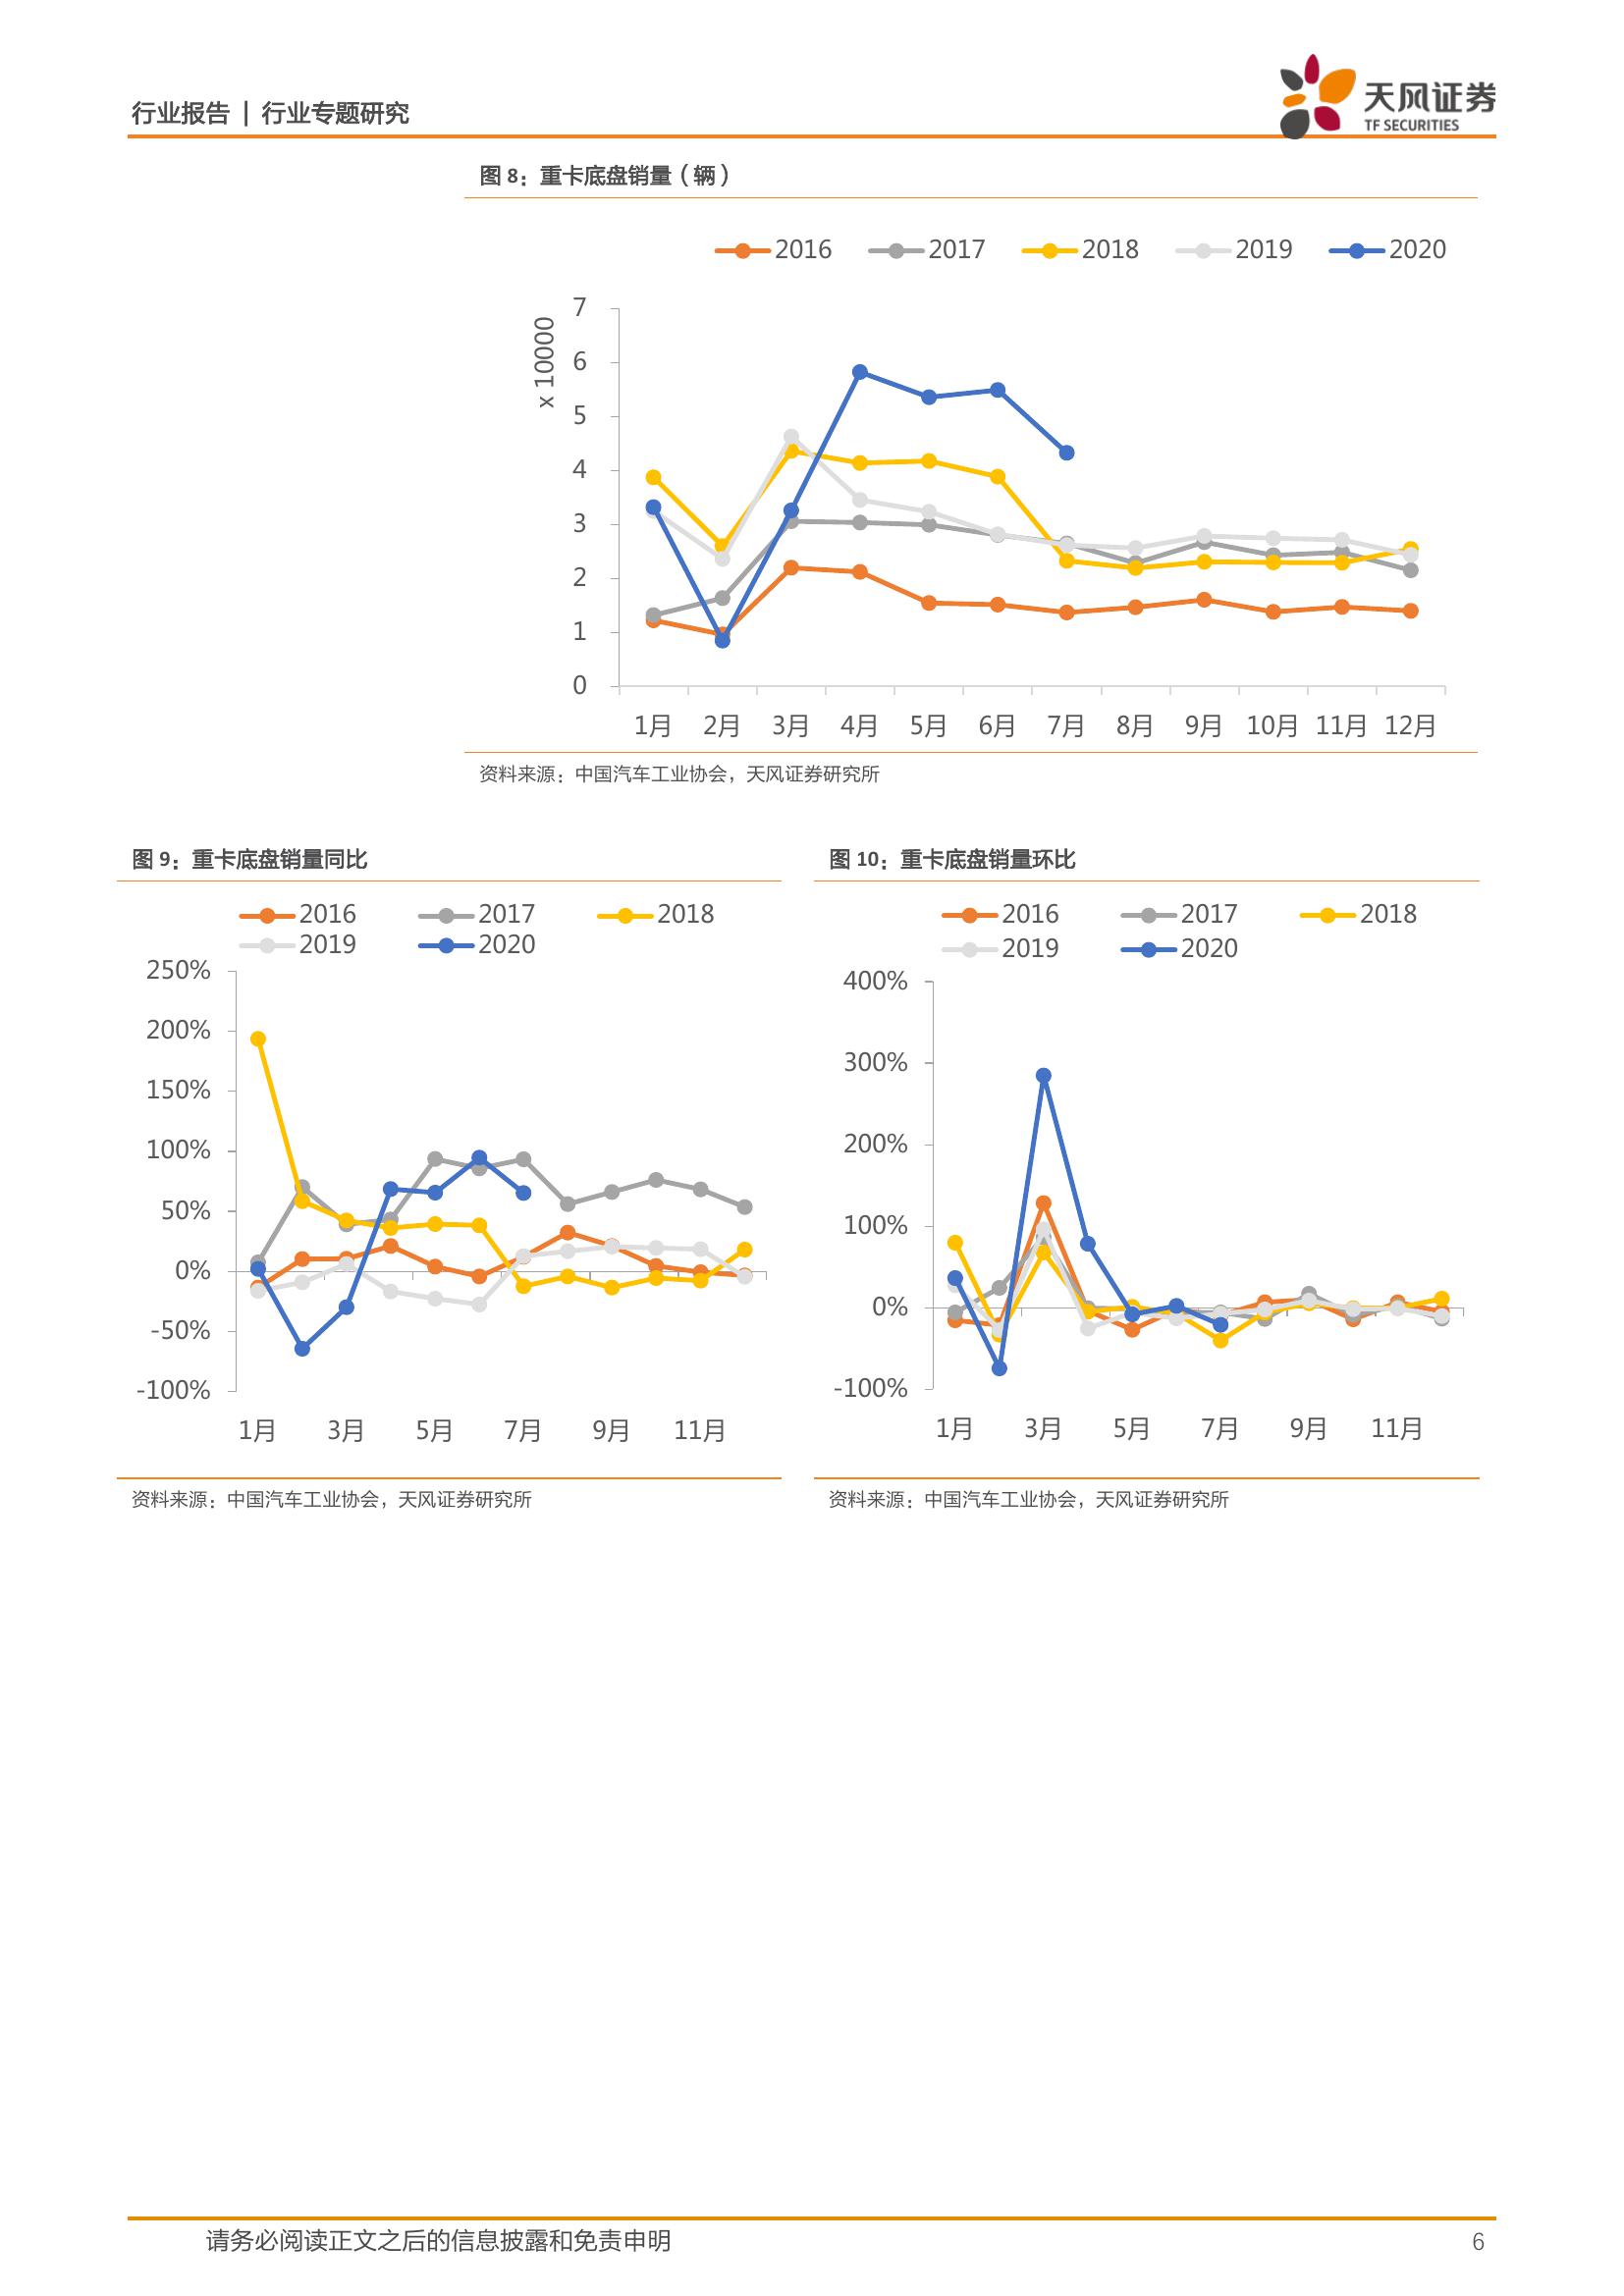 行业报告 | 行业专题研究
天风证券
TF SECURITIES
图 8：重卡底盘销量（辆）
2016 2017 2018 2019 2020
x 10000
7
6
5
4
3
2
1
0
1月 2月 3月 4月 5月 6月 7月 8月 9月 10月 11月 12月
资料来源：中国汽车工业协会，天风证券研究所
图 9：重卡底盘销量同比
2016 2017 2018
2019 2020
250%
200%
150%
100%
50%
0%
-50%
-100%
1月 3月 5月 7月 9月 11月
资料来源：中国汽车工业协会，天风证券研究所
图 10：重卡底盘销量环比
2016 2017 2018
2019 2020
400%
300%
200%
100%
0%
-100%
1月 3月 5月 7月 9月 11月
资料来源：中国汽车工业协会，天风证券研究所
请务必阅读正文之后的信息披露和免责申明
6